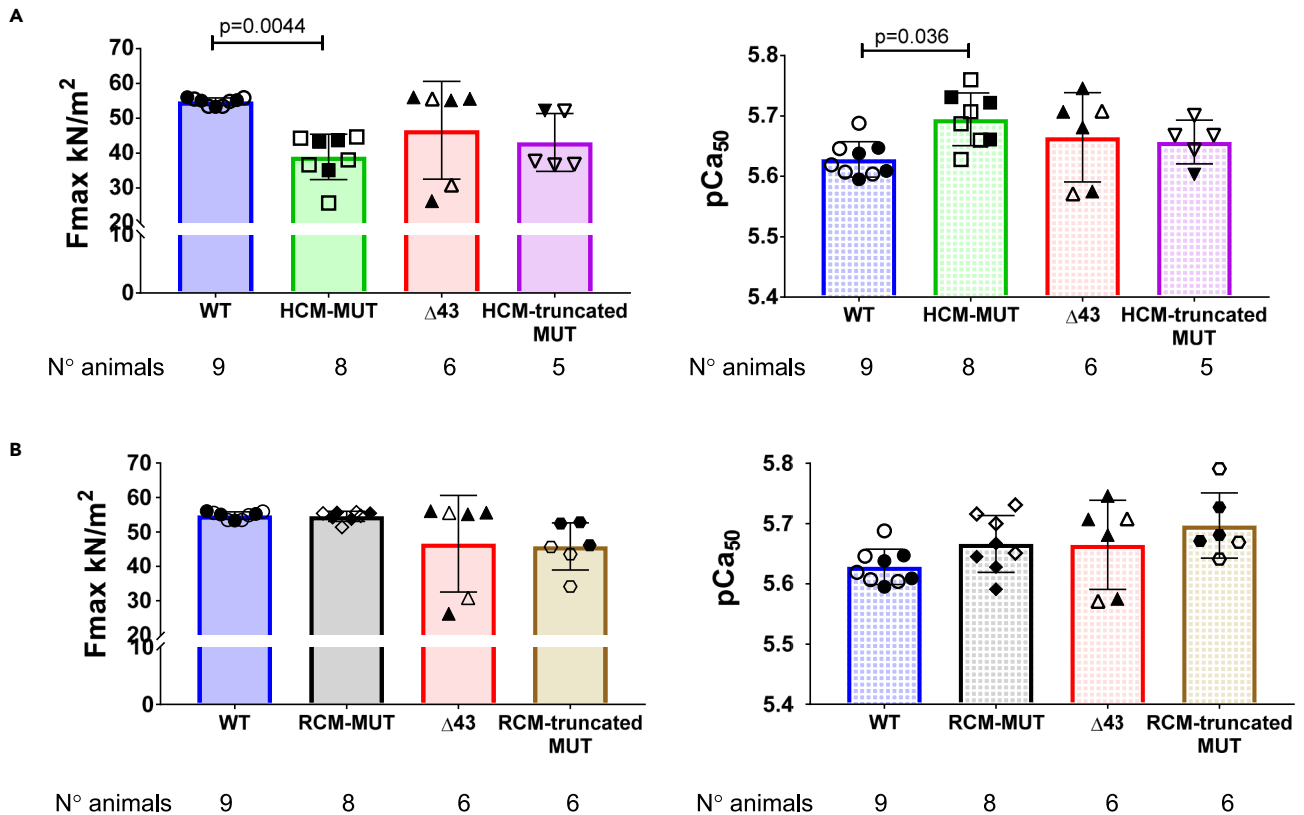 A
p=0.0044
Fmax kN/m²
70
60
50
40
30
20
10
0
WT HCM-MUT Δ43 HCM-truncated
MUT
N° animals 9 8 6 5
p=0.036
pCa₅₀
5.8
5.7
5.6
5.5
5.4
WT HCM-MUT Δ43 HCM-truncated
MUT
N° animals 9 8 6 5
B
Fmax kN/m²
70
60
50
40
30
20
10
0
WT RCM-MUT Δ43 RCM-truncated
MUT
N° animals 9 8 6 6
pCa₅₀
5.8
5.7
5.6
5.5
5.4
WT RCM-MUT Δ43 RCM-truncated
MUT
N° animals 9 8 6 6